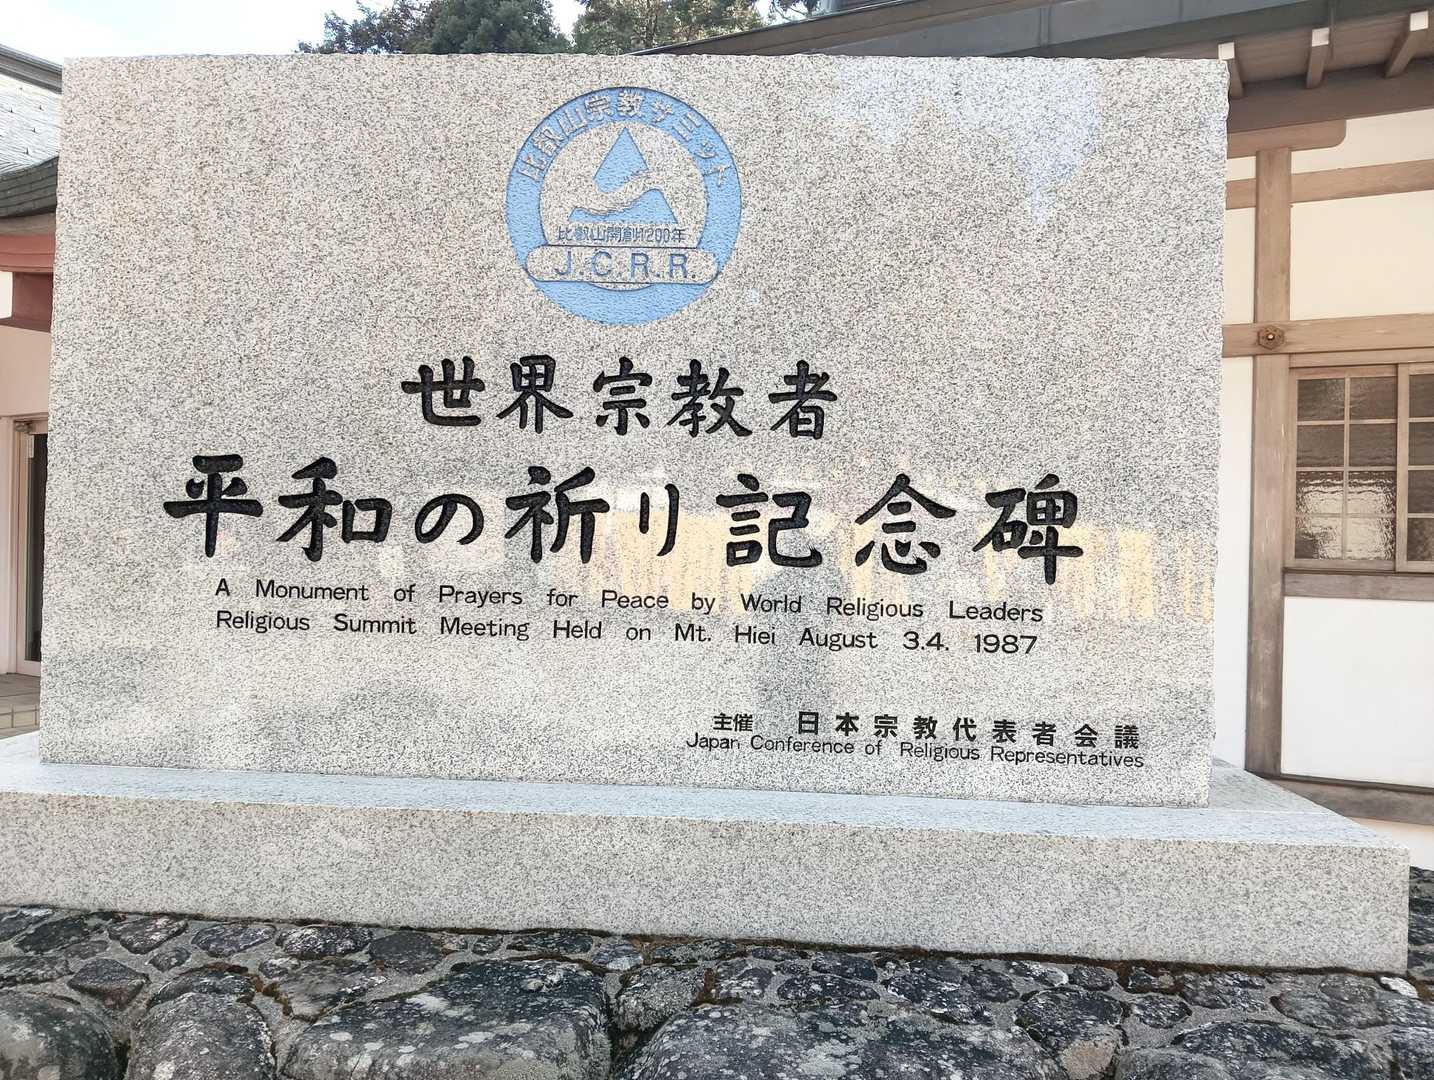 比叡山宗教サミット
比叡山開創1200年
J.C.R.R.
世界宗教者
平和の祈り記念碑
A Monument of Prayers for Peace by World Religious Leaders
Religious Summit Meeting Held on Mt. Hiei August 3.4. 1987
主催 日本宗教代表者会議
Japan Conference of Religious Representatives